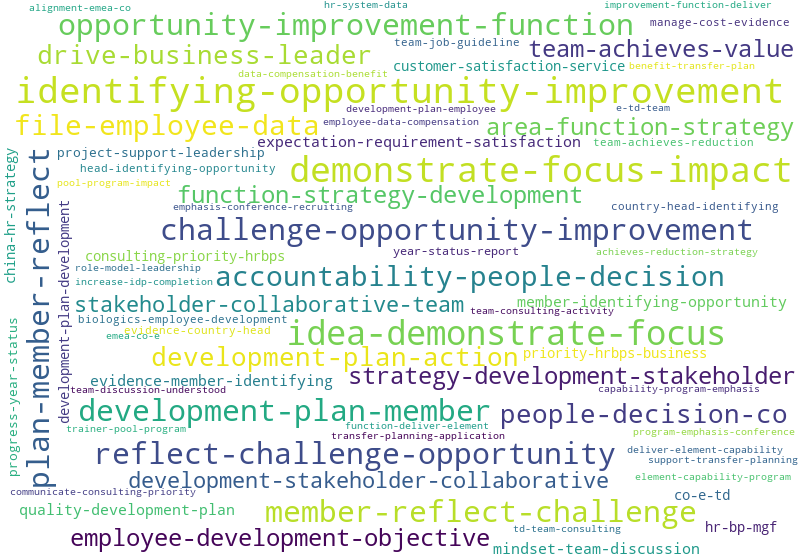 alignment-emea-co
hr-system-data
improvement-function-deliver
opportunity-improvement-function
manage-cost-evidence
drive-business-leader
team-job-guideline
team-achieves-value
customer-satisfaction-service
benefit-transfer-plan
data-compensation-benefit
identifying-opportunity-improvement
development-plan-employee
e-td-team
file-employee-data
employee-data-compensation
area-function-strategy
expectation-requirement-satisfaction
team-achieves-reduction
project-support-leadership
head-identifying-opportunity
demonstrate-focus-impact
pool-program-impact
function-strategy-development
china-hr-strategy
plan-member-reflect
development-plan-development
emphasis-conference-recruiting
country-head-identifying
challenge-opportunity-improvement
consulting-priority-hrbps
year-status-report
achieves-reduction-strategy
role-model-leadership
accountability-people-decision
increase-idp-completion
stakeholder-collaborative-team
member-identifying-opportunity
team-consulting-activity
biologics-employee-development
evidence-country-head
idea-demonstrate-focus
emea-co-e
development-plan-action
priority-hrbps-business
progress-year-status
evidence-member-identifying
strategy-development-stakeholder
team-discussion-understood
capability-program-emphasis
development-plan-member
people-decision-co
trainer-pool-program
function-deliver-element
transfer-planning-application
program-emphasis-conference
reflect-challenge-opportunity
deliver-element-capability
support-transfer-planning
development-stakeholder-collaborative
element-capability-program
communicate-consulting-priority
co-e-td
quality-development-plan
member-reflect-challenge
td-team-consulting
hr-bp-mgf
employee-development-objective
mindset-team-discussion